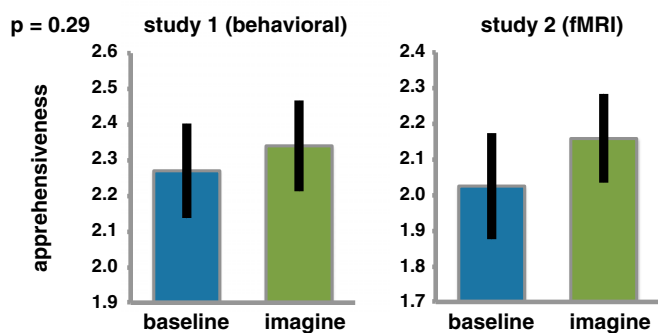 p = 0.29
study 1 (behavioral)
study 2 (fMRI)
apprehensiveness
2.6
2.5
2.4
2.3
2.2
2.1
2.0
1.9
baseline
imagine
2.4
2.3
2.2
2.1
2.0
1.9
1.8
1.7
baseline
imagine